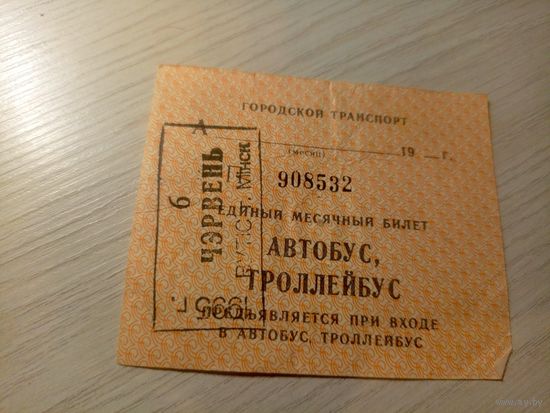 ГОРОДСКОЙ ТРАНСПОРТ
(месяц) 19 — г.
908532
ЕДИНЫЙ МЕСЯЧНЫЙ БИЛЕТ
АВТОБУС,
ТРОЛЛЕЙБУС
ПРЕДЪЯВЛЯЕТСЯ ПРИ ВХОДЕ
В АВТОБУС, ТРОЛЛЕЙБУС
А
6
ЧЭРВЕНЬ
Мінск
1995 г.